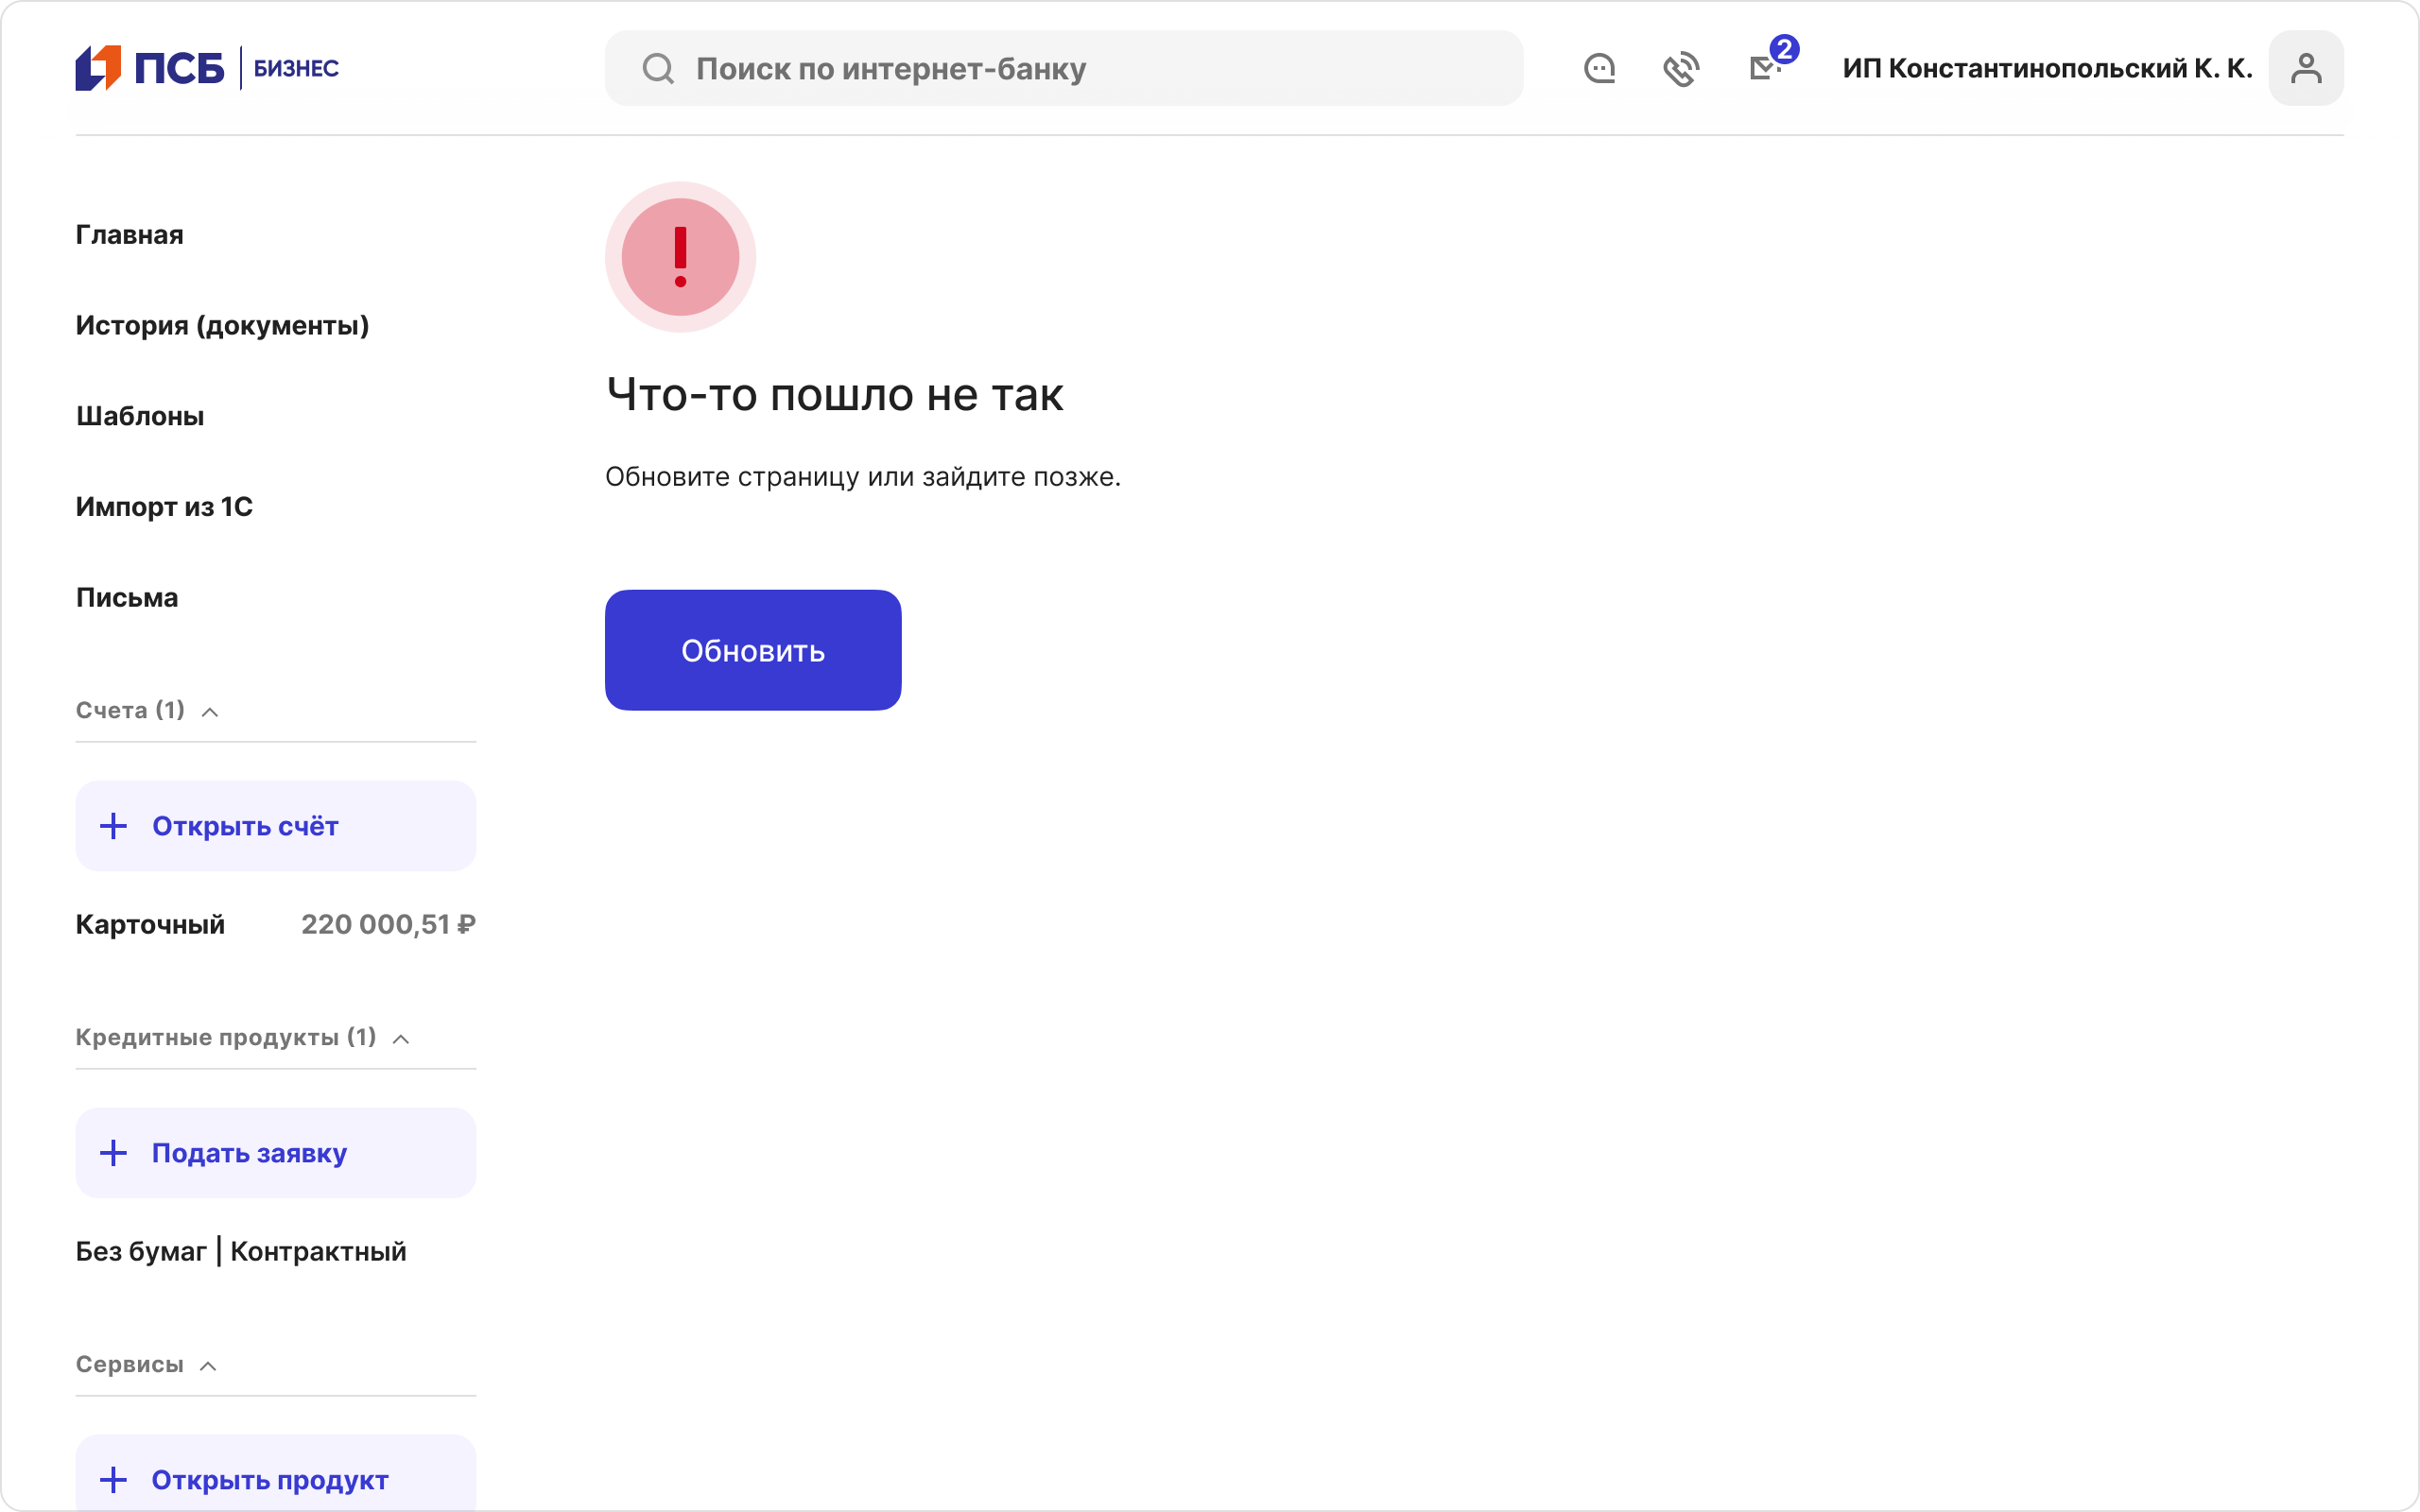 ПСБ БИЗНЕС
Поиск по интернет-банку
2
ИП Константинопольский К. К.
Главная
История (документы)
Шаблоны
Импорт из 1С
Письма
Счета (1)
Открыть счёт
Карточный 220 000,51 ₽
Кредитные продукты (1)
Подать заявку
Без бумаг | Контрактный
Сервисы
Открыть продукт
Что-то пошло не так
Обновите страницу или зайдите позже.
Обновить